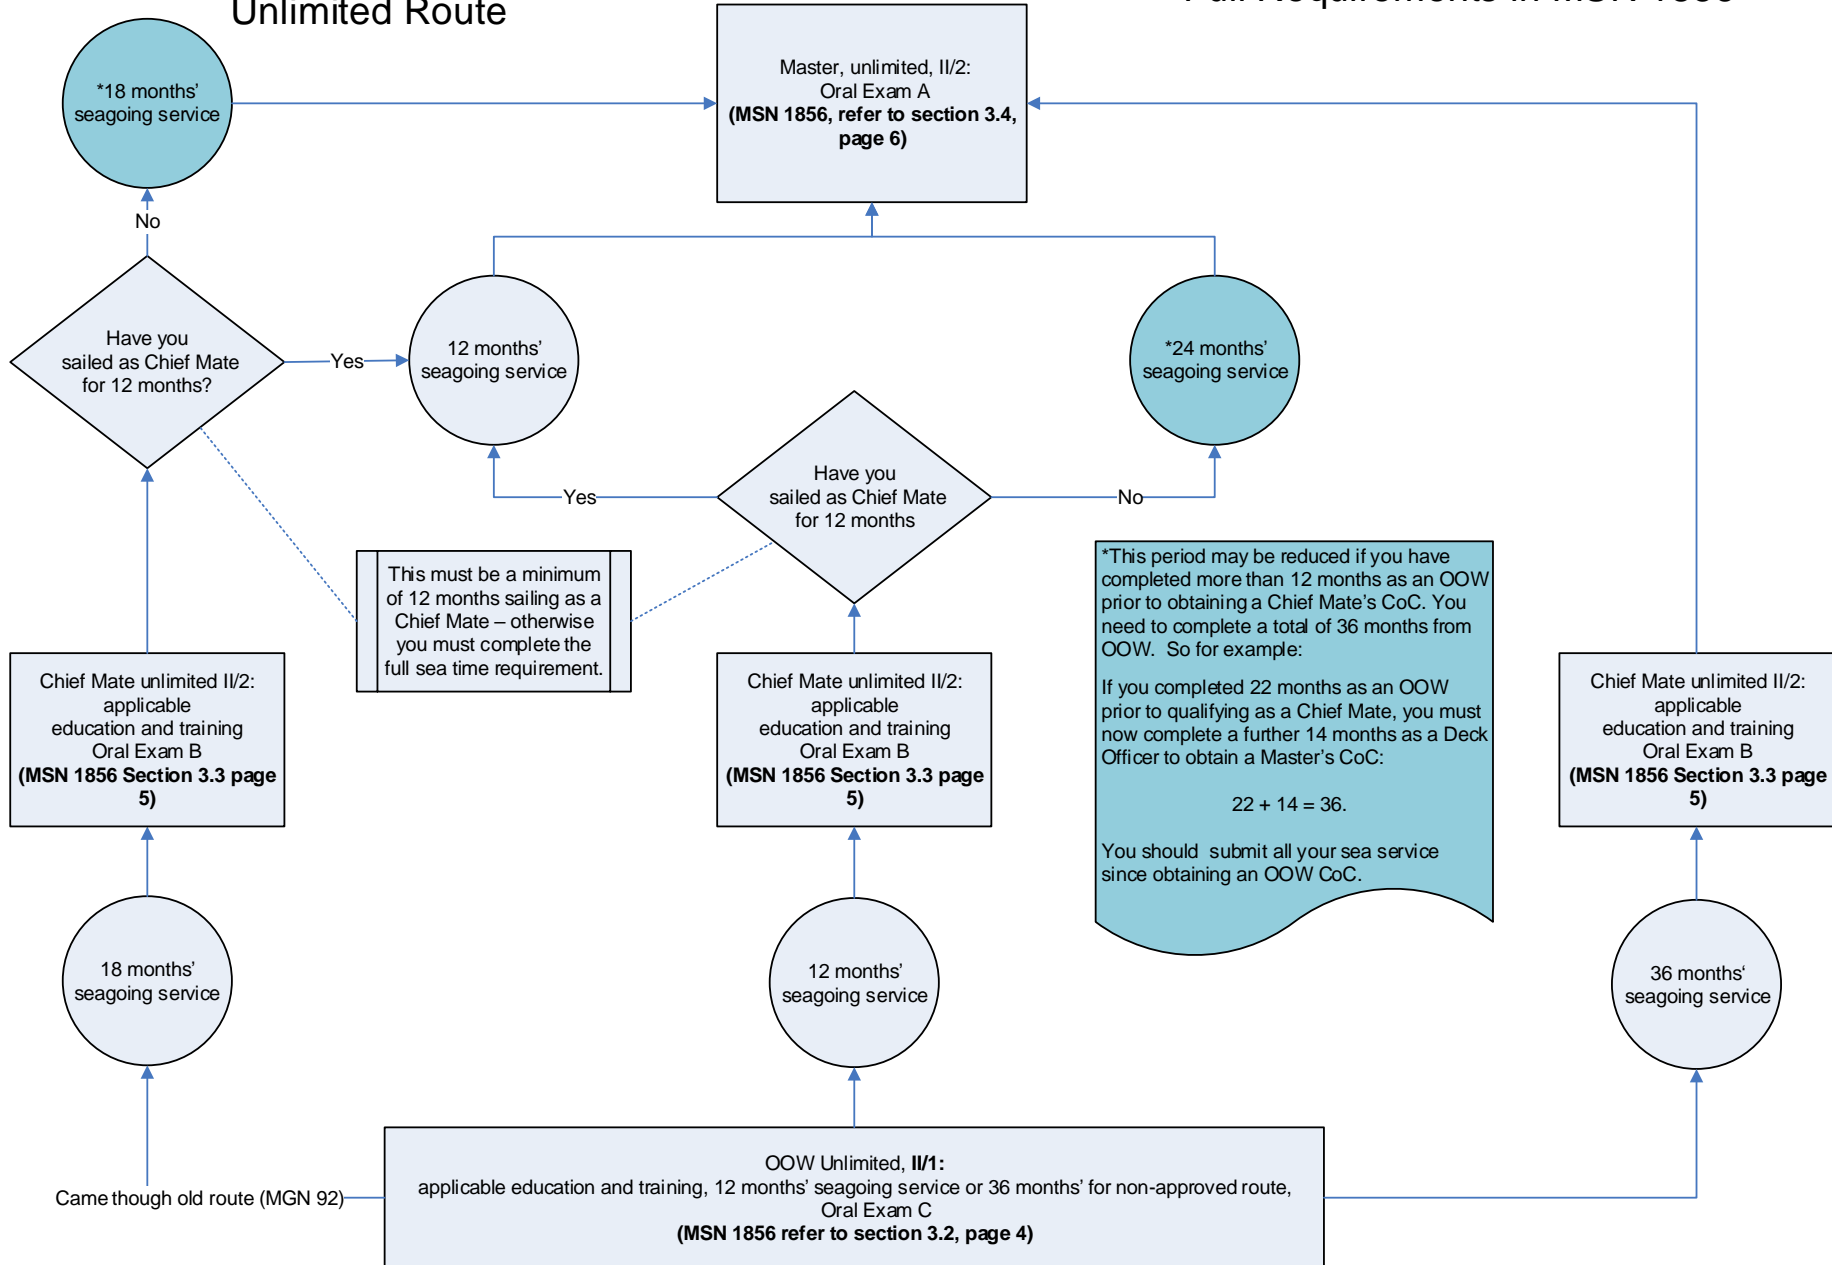 Unlimited Route
Full Requirements in MSN 1856
*18 months’
seagoing service
Master, unlimited, II/2:
Oral Exam A
(MSN 1856, refer to section 3.4,
page 6)
No
Have you
sailed as Chief Mate
for 12 months?
Yes
12 months’
seagoing service
*24 months’
seagoing service
Have you
sailed as Chief Mate
for 12 months
Yes
No
This must be a minimum
of 12 months sailing as a
Chief Mate – otherwise
you must complete the
full sea time requirement.
*This period may be reduced if you have
completed more than 12 months as an OOW
prior to obtaining a Chief Mate’s CoC. You
need to complete a total of 36 months from
OOW. So for example:
If you completed 22 months as an OOW
prior to qualifying as a Chief Mate, you must
now complete a further 14 months as a Deck
Officer to obtain a Master’s CoC:
22 + 14 = 36.
You should submit all your sea service
since obtaining an OOW CoC.
Chief Mate unlimited II/2:
applicable
education and training
Oral Exam B
(MSN 1856 Section 3.3 page
5)
Chief Mate unlimited II/2:
applicable
education and training
Oral Exam B
(MSN 1856 Section 3.3 page
5)
Chief Mate unlimited II/2:
applicable
education and training
Oral Exam B
(MSN 1856 Section 3.3 page
5)
18 months’
seagoing service
12 months’
seagoing service
36 months‘
seagoing service
Came though old route (MGN 92)
OOW Unlimited, II/1:
applicable education and training, 12 months’ seagoing service or 36 months’ for non-approved route,
Oral Exam C
(MSN 1856 refer to section 3.2, page 4)